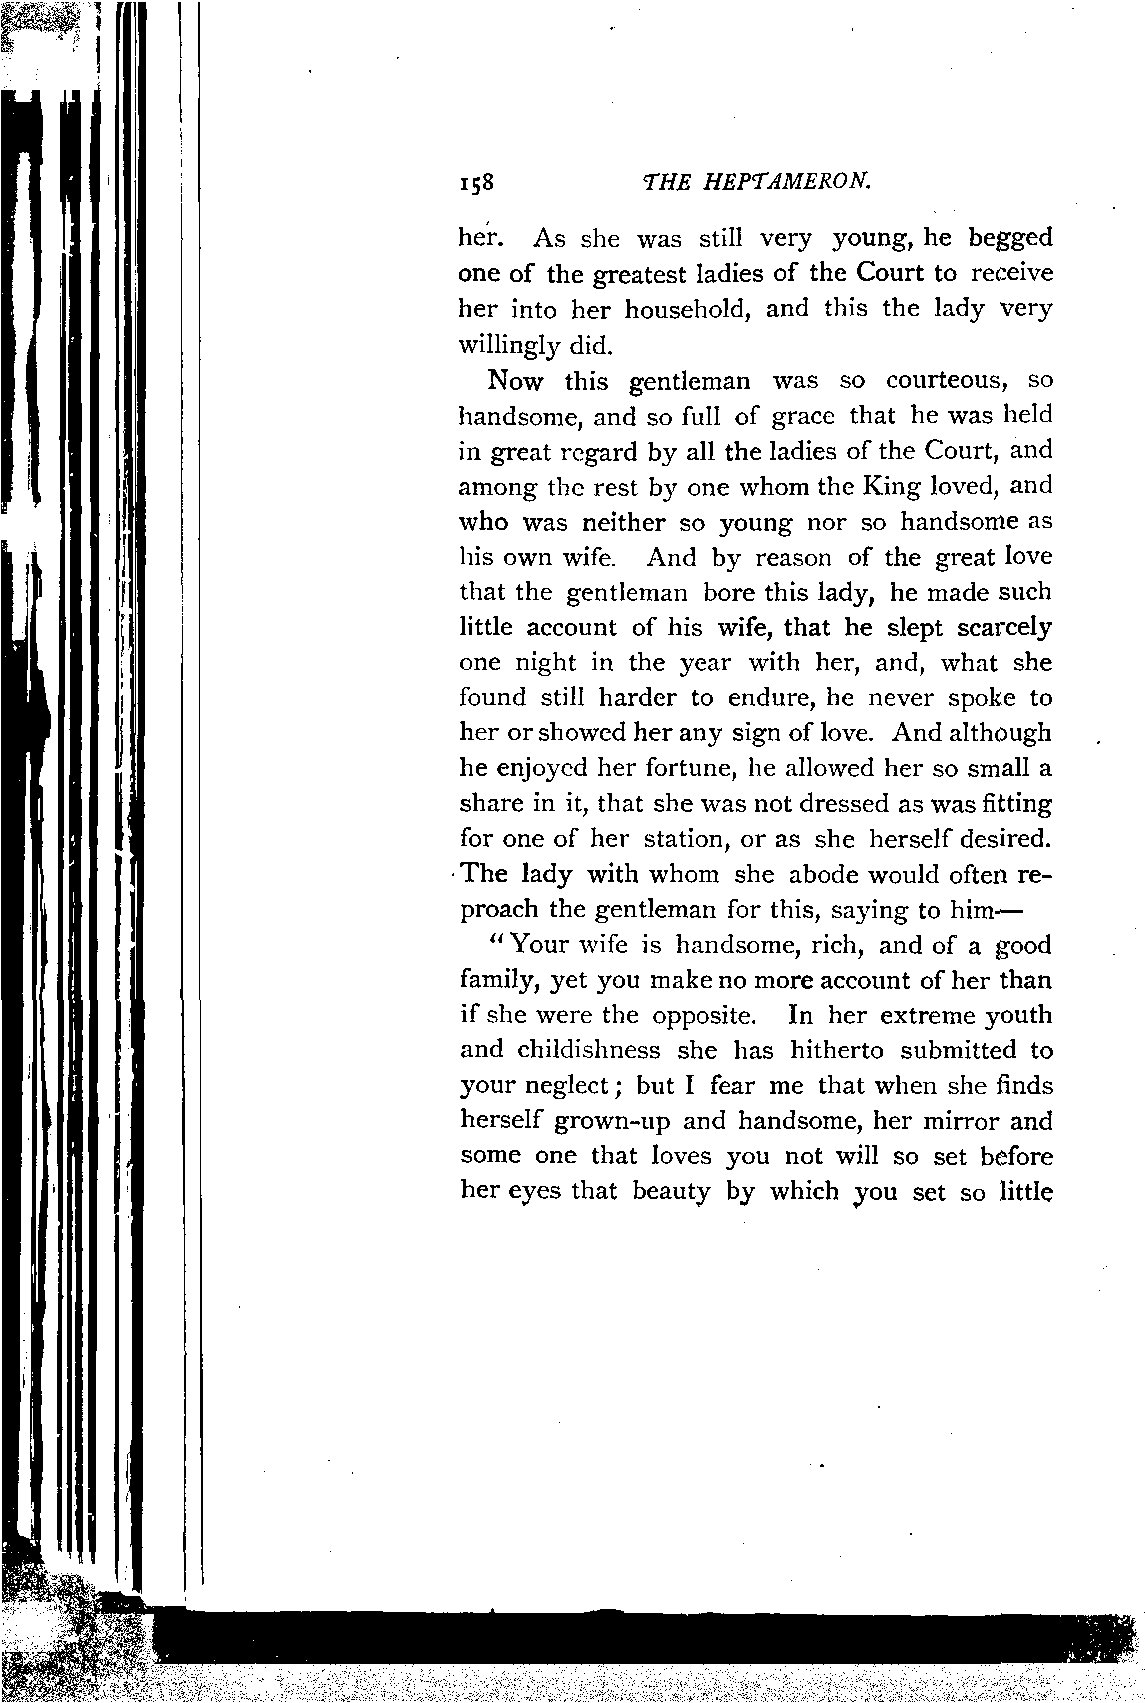 158 THE HEPTAMERON.
her. As she was still very young, he begged
one of the greatest ladies of the Court to receive
her into her household, and this the lady very
willingly did.
Now this gentleman was so courteous, so
handsome, and so full of grace that he was held
in great regard by all the ladies of the Court, and
among the rest by one whom the King loved, and
who was neither so young nor so handsome as
his own wife. And by reason of the great love
that the gentleman bore this lady, he made such
little account of his wife, that he slept scarcely
one night in the year with her, and, what she
found still harder to endure, he never spoke to
her or showed her any sign of love. And although
he enjoyed her fortune, he allowed her so small a
share in it, that she was not dressed as was fitting
for one of her station, or as she herself desired.
The lady with whom she abode would often re-
proach the gentleman for this, saying to him—
"Your wife is handsome, rich, and of a good
family, yet you make no more account of her than
if she were the opposite. In her extreme youth
and childishness she has hitherto submitted to
your neglect; but I fear me that when she finds
herself grown-up and handsome, her mirror and
some one that loves you not will so set before
her eyes that beauty by which you set so little